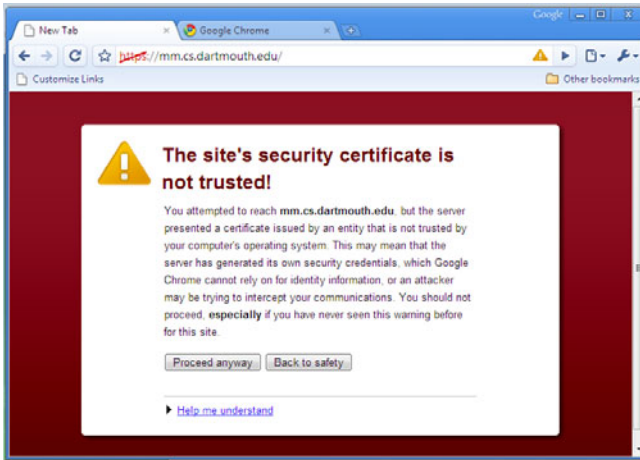 Google
New Tab
Google Chrome
https://mm.cs.dartmouth.edu/
Customize Links
Other bookmarks
The site's security certificate is
not trusted!
You attempted to reach mm.cs.dartmouth.edu, but the server
presented a certificate issued by an entity that is not trusted by
your computer's operating system. This may mean that the
server has generated its own security credentials, which Google
Chrome cannot rely on for identity information, or an attacker
may be trying to intercept your communications. You should not
proceed, especially if you have never seen this warning before
for this site.
Proceed anyway
Back to safety
Help me understand